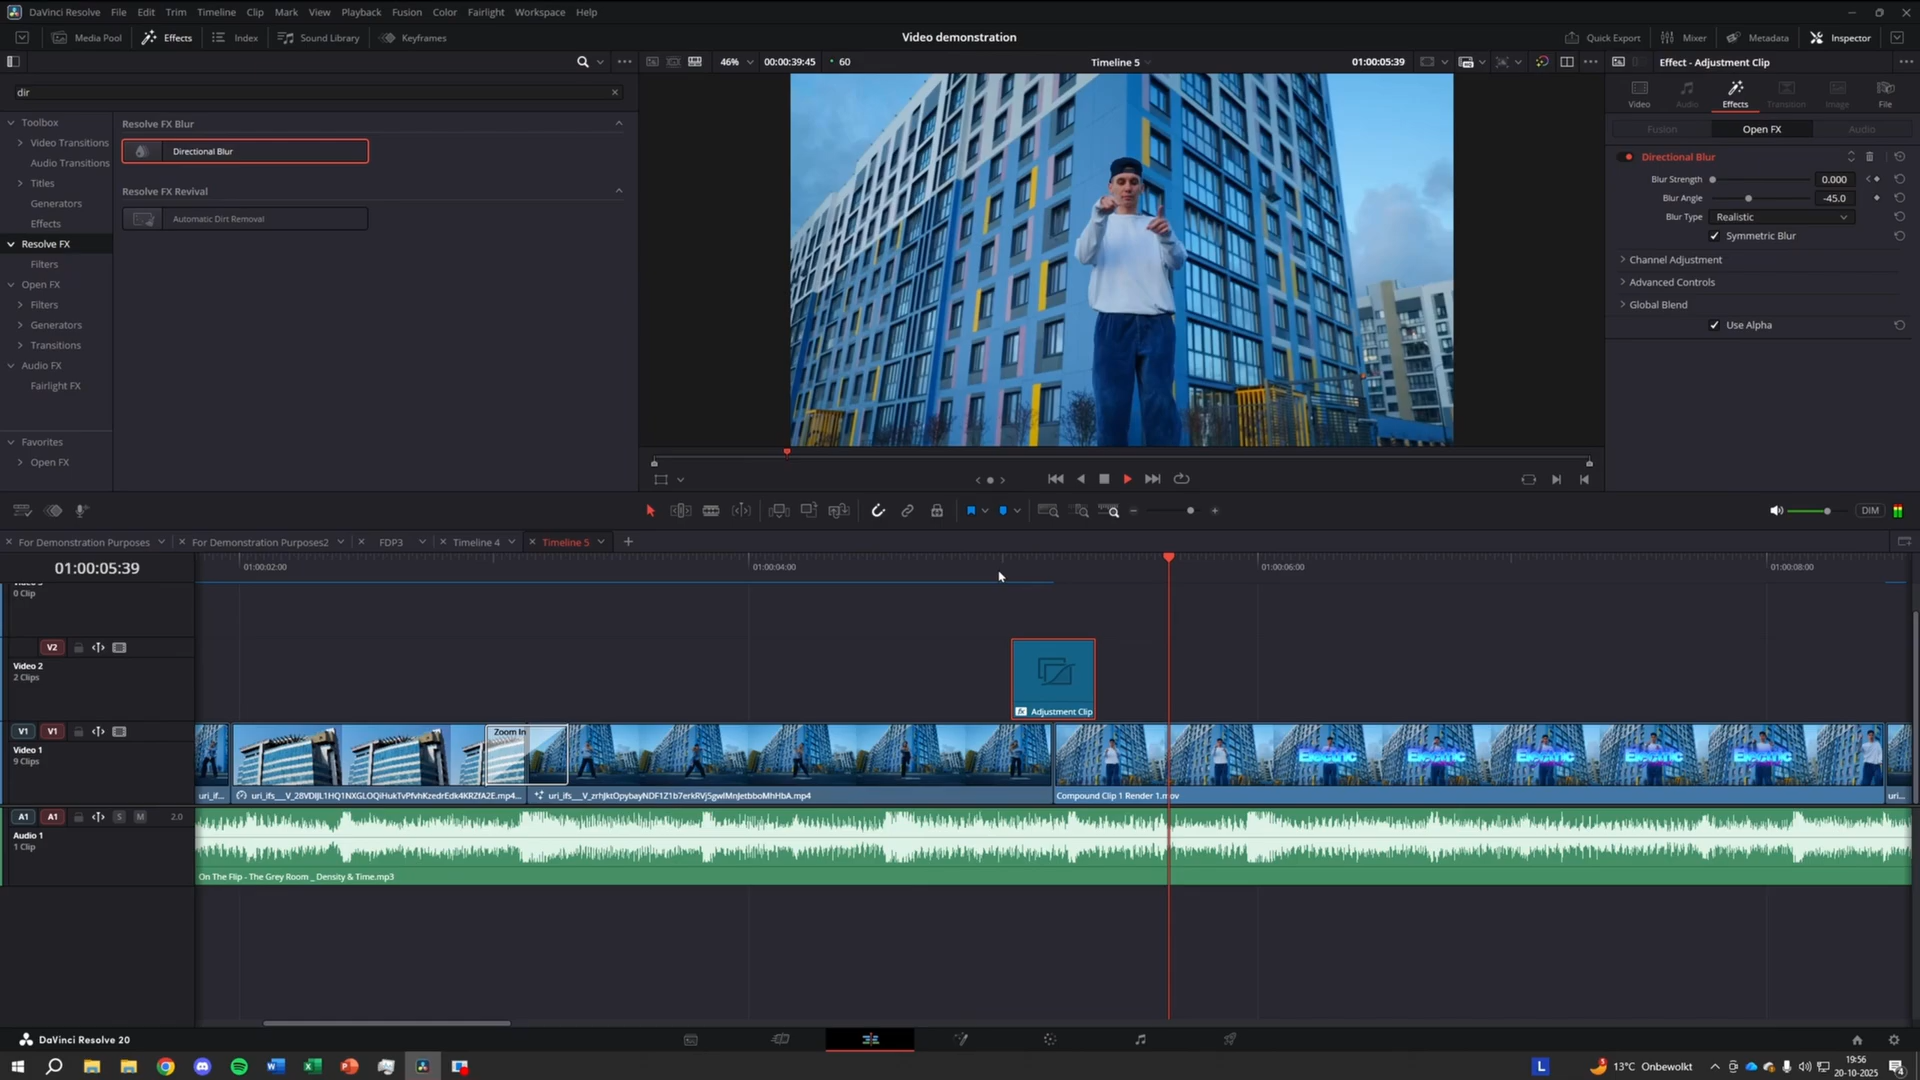 DaVinci Resolve File Edit Trim Timeline Clip Mark View Playback Fusion Color Fairlight Workspace Help
Media Pool Effects Index Sound Library Keyframes Video demonstration Quick Export Mixer Metadata Inspector
46% 00:00:39:45 60 Timeline 5 01:00:05:39 Effect - Adjustment Clip
dir
Video Audio Effects Transition Image File
Toolbox
Video Transitions
Audio Transitions
Titles
Generators
Effects
Resolve FX
Filters
Open FX
Filters
Generators
Transitions
Audio FX
Fairlight FX
Favorites
Open FX
Resolve FX Blur
Directional Blur
Resolve FX Revival
Automatic Dirt Removal
Fusion Open FX Audio
Directional Blur
Blur Strength 0.000
Blur Angle -45.0
Blur Type Realistic
Symmetric Blur
Channel Adjustment
Advanced Controls
Global Blend
Use Alpha
DIM
For Demonstration Purposes For Demonstration Purposes2 FDP3 Timeline 4 Timeline 5
01:00:05:39 01:00:02:00 01:00:04:00 01:00:06:00 01:00:08:00
0 Clip
V2
Video 2
2 Clips
Adjustment Clip
V1 V1
Video 1
9 Clips
Zoom In
Electric Electric Electric Electric Electric
uri_if... Compound Clip 1 Render 1.mov uri...
A1 A1 S M 2.0
Audio 1
1 Clip
On The Flip - The Grey Room _ Density & Time.mp3
DaVinci Resolve 20
L 13°C Onbewolkt 19:56
20-10-2025 4